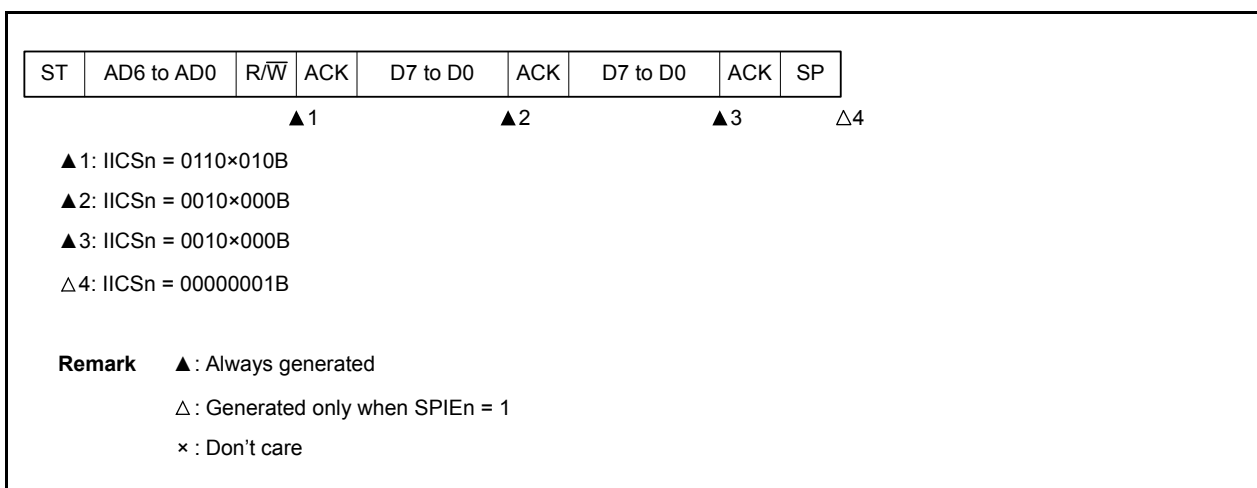 ST AD6 to AD0 R/W̅ ACK D7 to D0 ACK D7 to D0 ACK SP
▲1 ▲2 ▲3 △4
▲1: IICSn = 0110×010B
▲2: IICSn = 0010×000B
▲3: IICSn = 0010×000B
△4: IICSn = 00000001B
Remark ▲: Always generated
△: Generated only when SPIEn = 1
×: Don't care